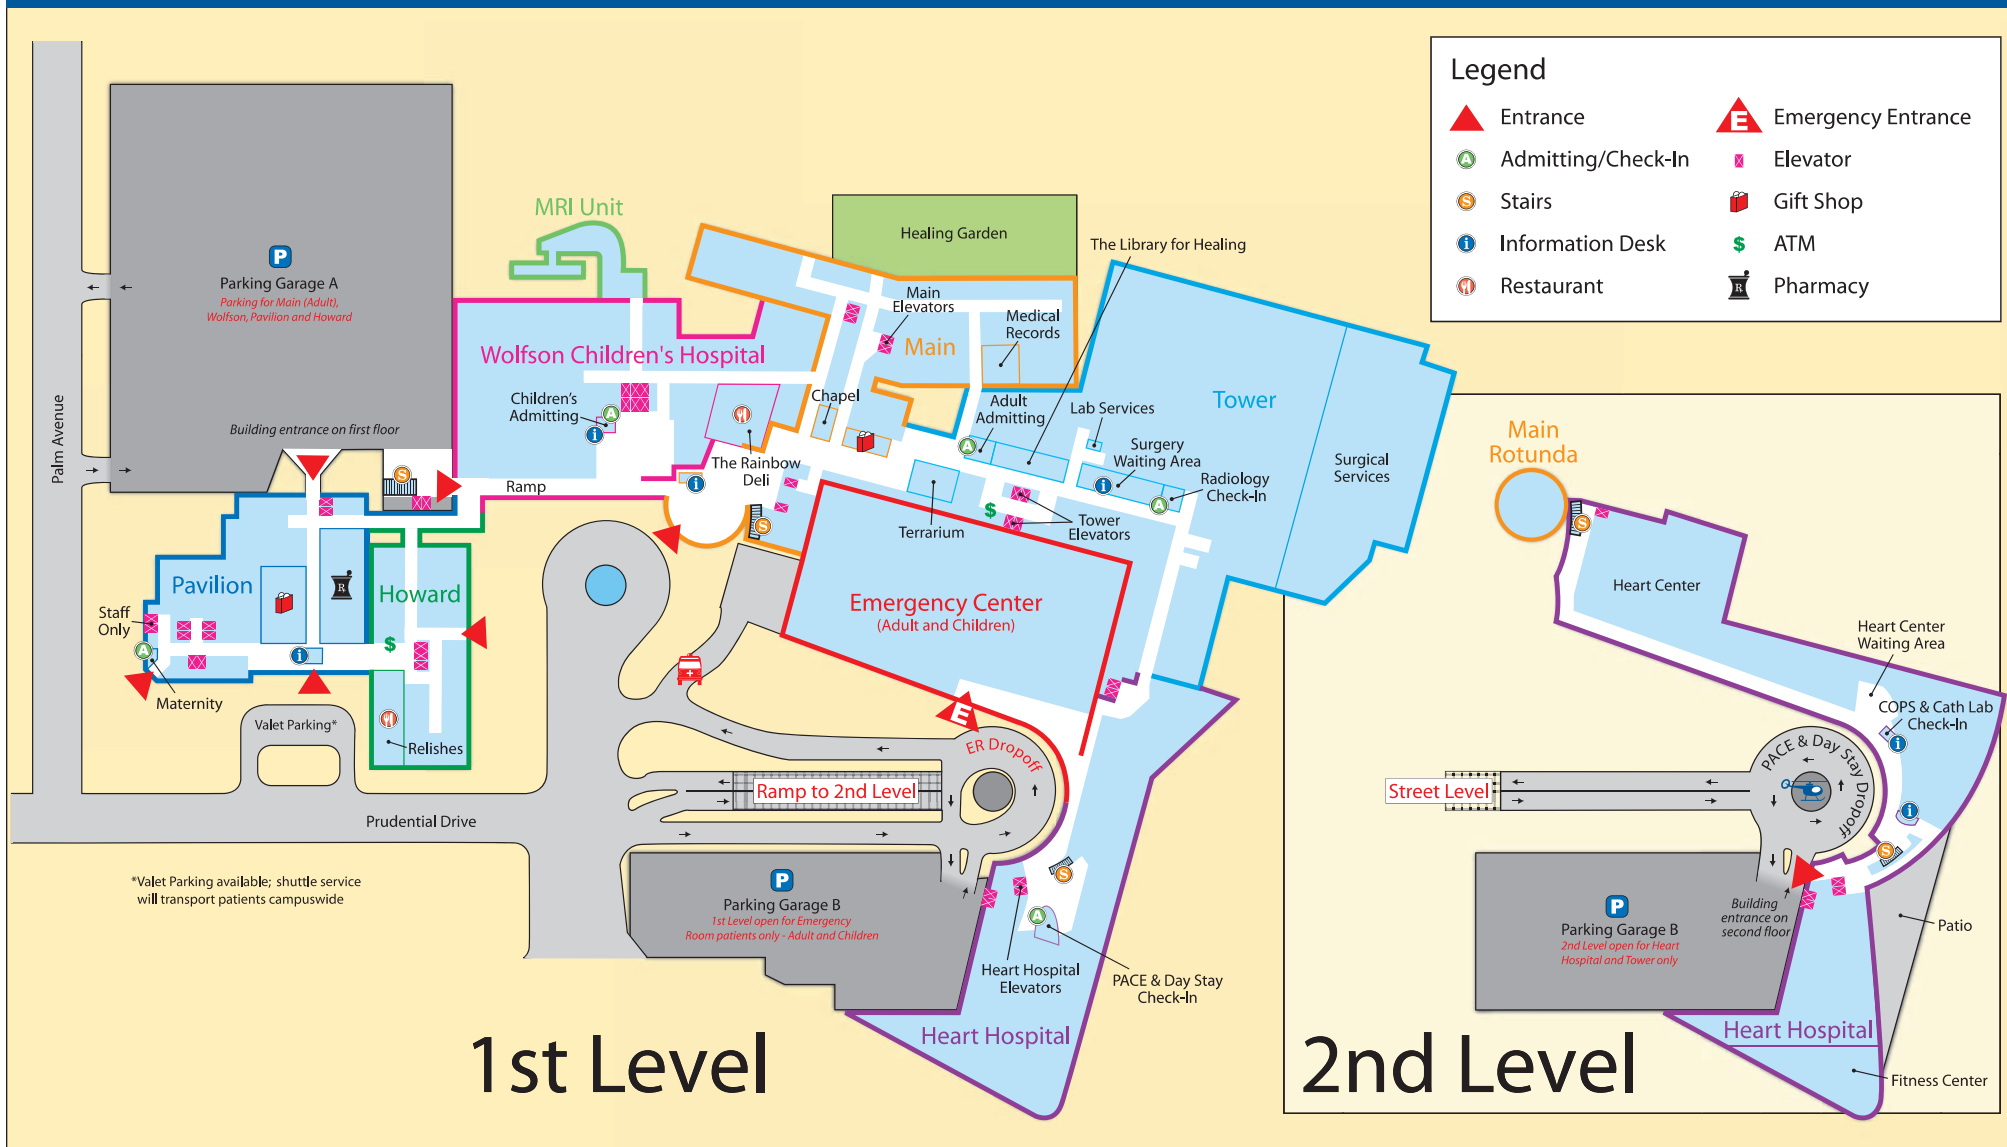 Legend
Entrance
Emergency Entrance
A
Admitting/Check-In
Elevator
S
Stairs
Gift Shop
i
Information Desk
$
ATM
Restaurant
R
Pharmacy
E
Palm Avenue
P
Parking Garage A
Parking for Main (Adult),
Wolfson, Pavilion and Howard
Building entrance on first floor
MRI Unit
Wolfson Children's Hospital
Children's
Admitting
A
i
The Rainbow
Deli
Ramp
S
Healing Garden
The Library for Healing
Main
Elevators
Medical
Records
Main
Chapel
Adult
Admitting
A
Lab Services
Surgery
Waiting Area
i
Radiology
Check-In
A
Tower
Surgical
Services
i
S
Terrarium
$
Tower
Elevators
Pavilion
R
Howard
Staff
Only
A
Maternity
i
$
Relishes
Valet Parking*
Prudential Drive
*Valet Parking available; shuttle service
will transport patients campuswide
Emergency Center
(Adult and Children)
E
ER Dropoff
Ramp to 2nd Level
P
Parking Garage B
1st Level open for Emergency
Room patients only - Adult and Children
S
A
Heart Hospital
Elevators
PACE & Day Stay
Check-In
Heart Hospital
1st Level
Main
Rotunda
S
Heart Center
Heart Center
Waiting Area
COPS & Cath Lab
Check-In
i
PACE & Day Stay Dropoff
Street Level
i
S
P
Parking Garage B
2nd Level open for Heart
Hospital and Tower only
Building
entrance on
second floor
Patio
Heart Hospital
Fitness Center
2nd Level